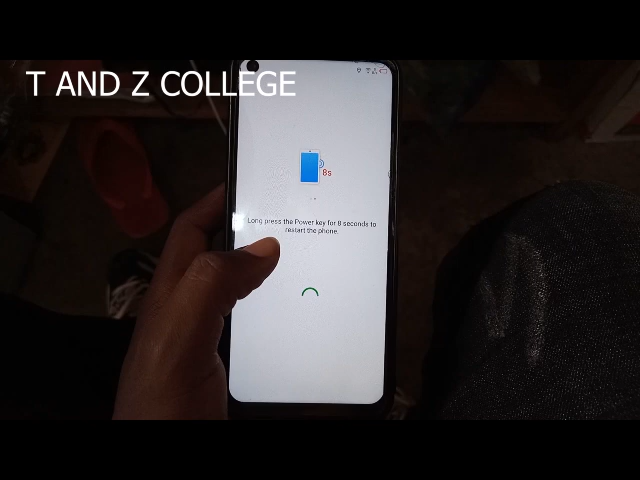 T AND Z COLLEGE
8s
Long press the Power key for 8 seconds to
restart the phone.